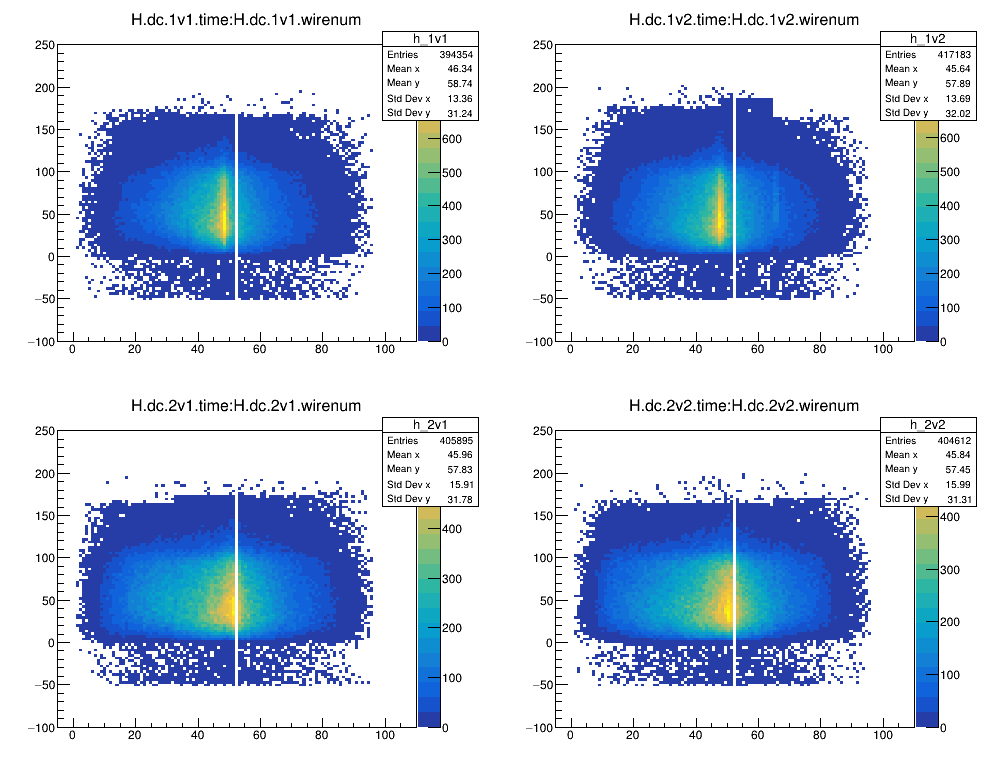 H.dc.1v1.time:H.dc.1v1.wirenum
h_1v1
Entries 394354
Mean x 46.34
Mean y 58.74
Std Dev x 13.36
Std Dev y 31.24
250
200
150
100
50
0
−50
−100
0 20 40 60 80 100
600
500
400
300
200
100
0
H.dc.1v2.time:H.dc.1v2.wirenum
h_1v2
Entries 417183
Mean x 45.64
Mean y 57.89
Std Dev x 13.69
Std Dev y 32.02
250
200
150
100
50
0
−50
−100
0 20 40 60 80 100
600
500
400
300
200
100
0
H.dc.2v1.time:H.dc.2v1.wirenum
h_2v1
Entries 405895
Mean x 45.96
Mean y 57.83
Std Dev x 15.91
Std Dev y 31.78
250
200
150
100
50
0
−50
−100
0 20 40 60 80 100
400
300
200
100
0
H.dc.2v2.time:H.dc.2v2.wirenum
h_2v2
Entries 404612
Mean x 45.84
Mean y 57.45
Std Dev x 15.99
Std Dev y 31.31
250
200
150
100
50
0
−50
−100
0 20 40 60 80 100
400
300
200
100
0